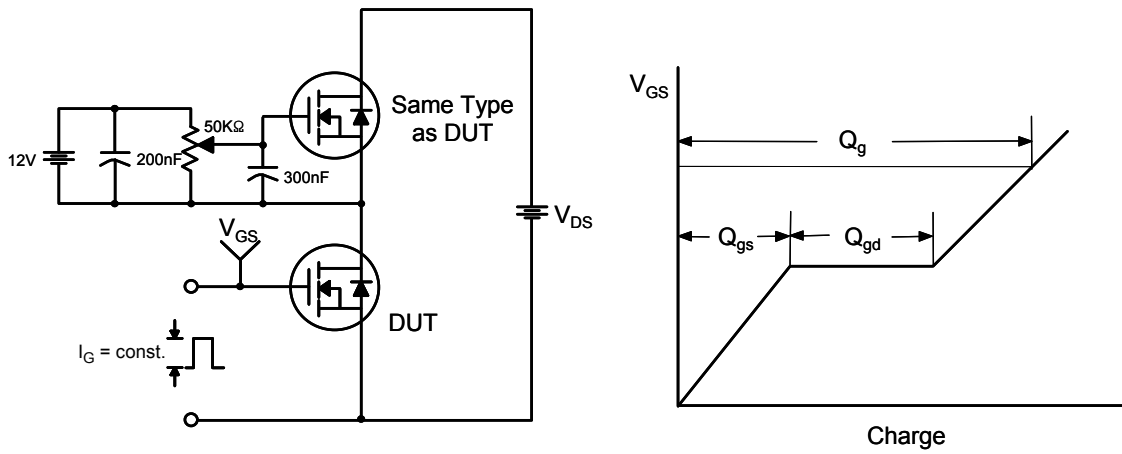 12V
200nF
50KΩ
300nF
Same Type
as DUT
V_DS
V_GS
DUT
I_G = const.
V_GS
Q_g
Q_gs
Q_gd
Charge